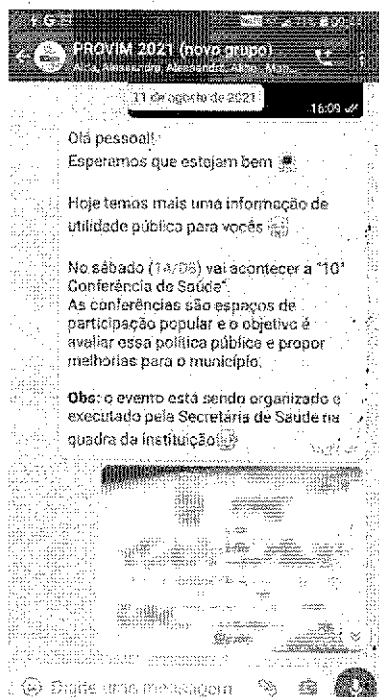 PROVIM 2021 (novo grupo)
Alessandra, Alessandro,
11 de agosto de 2021
16:09
Olá pessoal!
Esperamos que estejam bem
Hoje temos mais uma informação de
utilidade pública para vocês
No sábado (14/08) vai acontecer a "10ª
Conferência de Saúde".
As conferências são espaços de
participação popular e o objetivo é
avaliar essa política pública e propor
melhorias para o município.
Obs: o evento está sendo organizado e
executado pela Secretaria de Saúde na
quadra da instituição
Digite uma mensagem